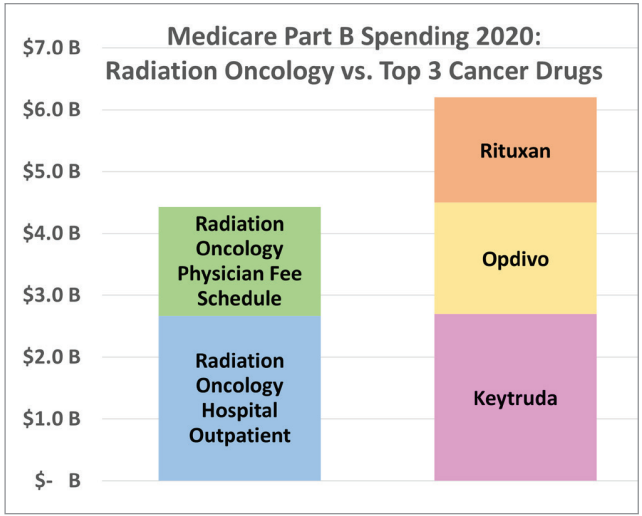 Medicare Part B Spending 2020:
Radiation Oncology vs. Top 3 Cancer Drugs
$7.0 B
$6.0 B
$5.0 B
$4.0 B
$3.0 B
$2.0 B
$1.0 B
$- B
Radiation
Oncology
Physician Fee
Schedule
Radiation
Oncology
Hospital
Outpatient
Rituxan
Opdivo
Keytruda